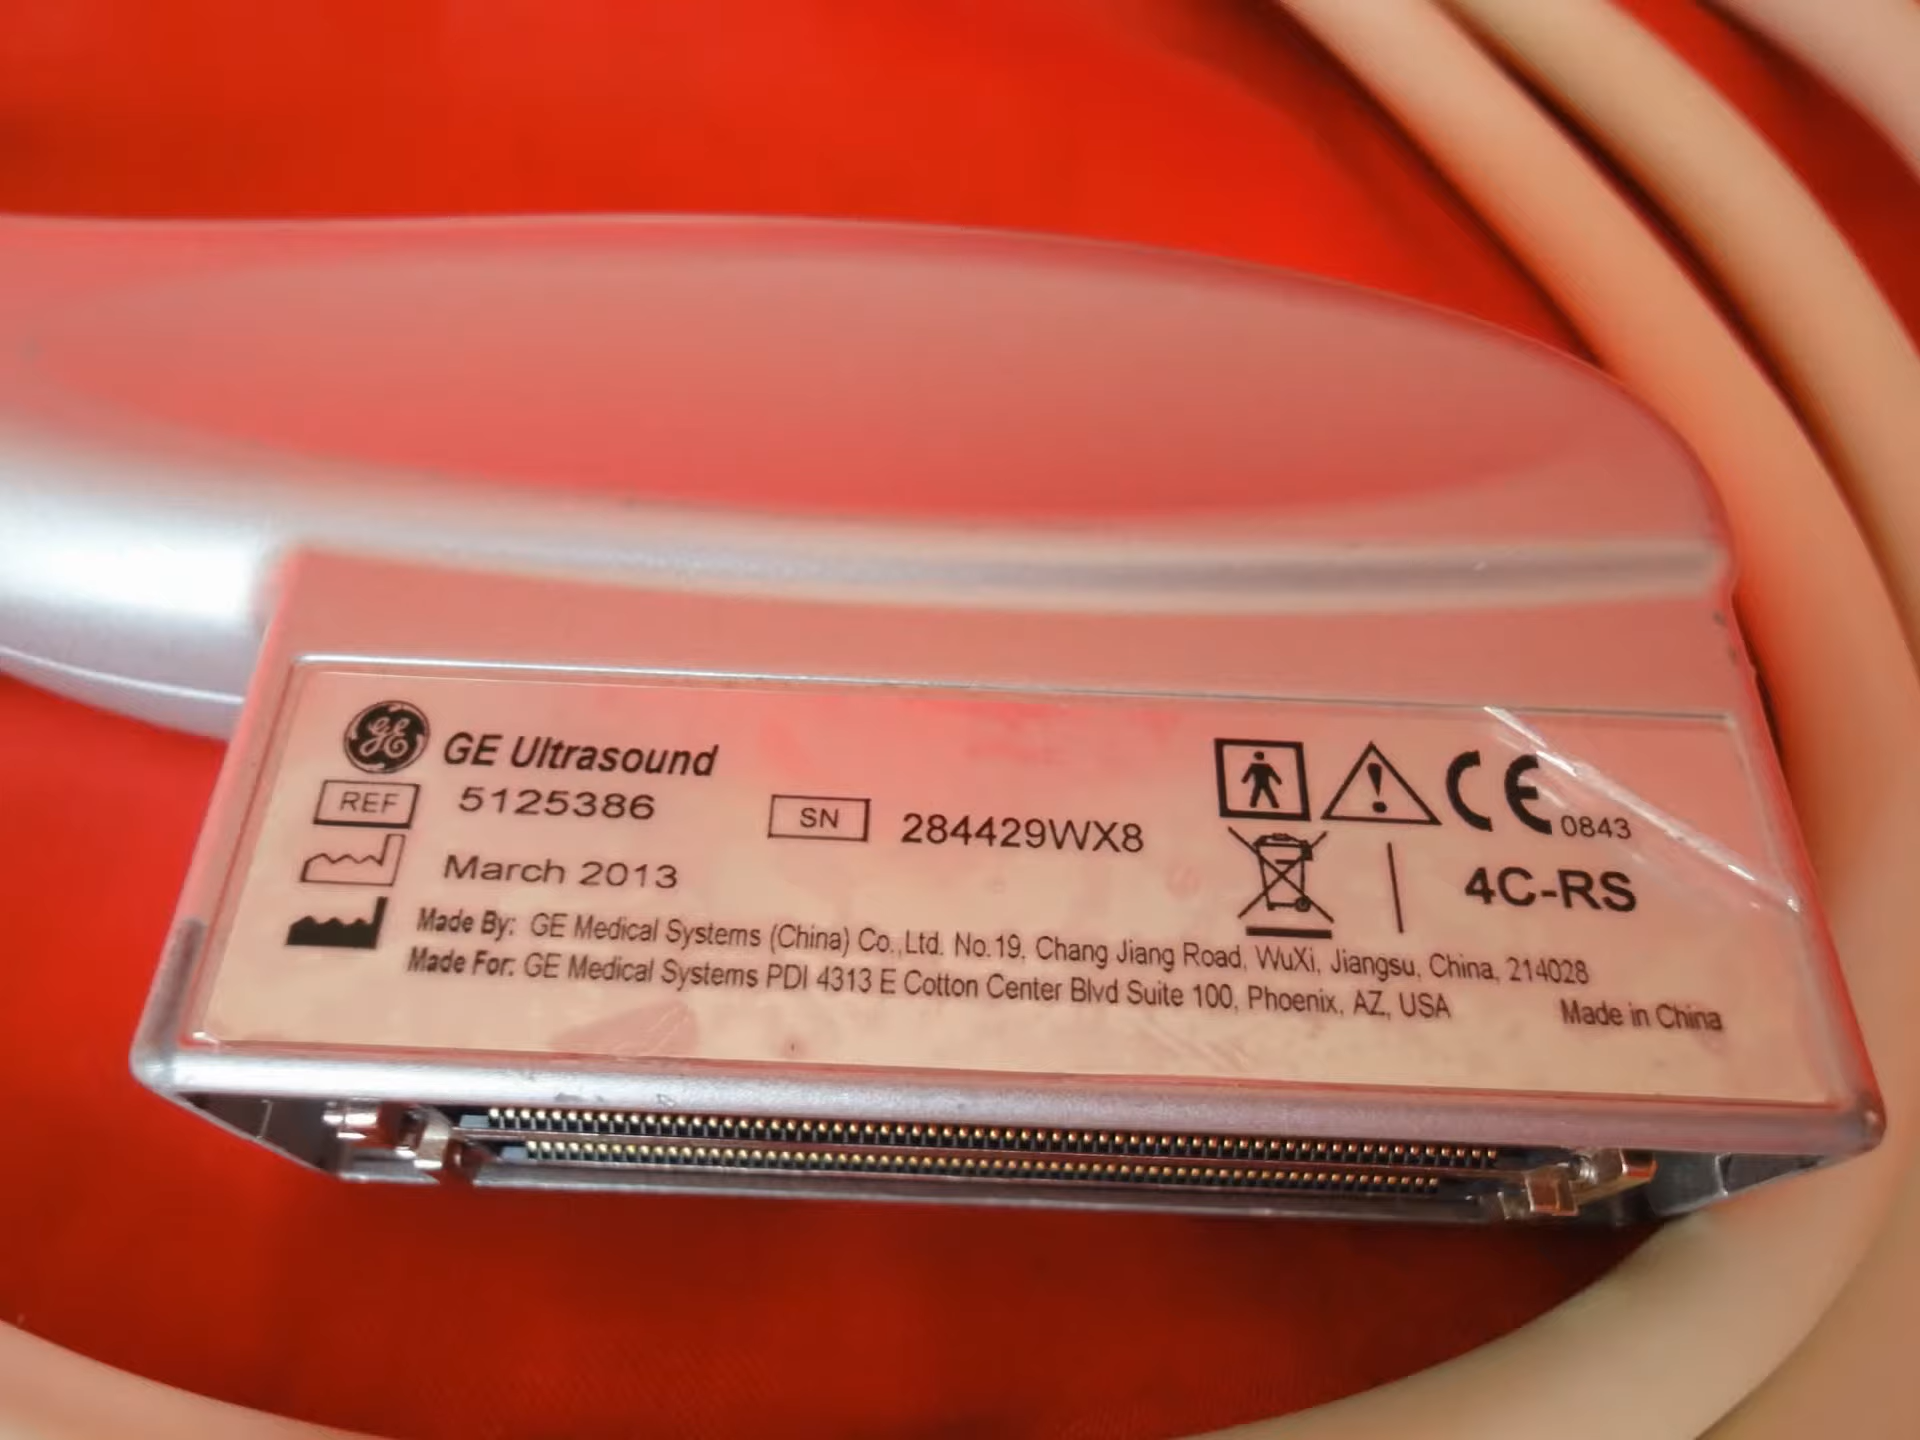 GE GE Ultrasound
REF 5125386
SN 284429WX8
CE 0843
March 2013
4C-RS
Made By: GE Medical Systems (China) Co.,Ltd. No.19, Chang Jiang Road, WuXi, Jiangsu, China, 214028
Made For: GE Medical Systems PDI 4313 E Cotton Center Blvd Suite 100, Phoenix, AZ, USA
Made in China